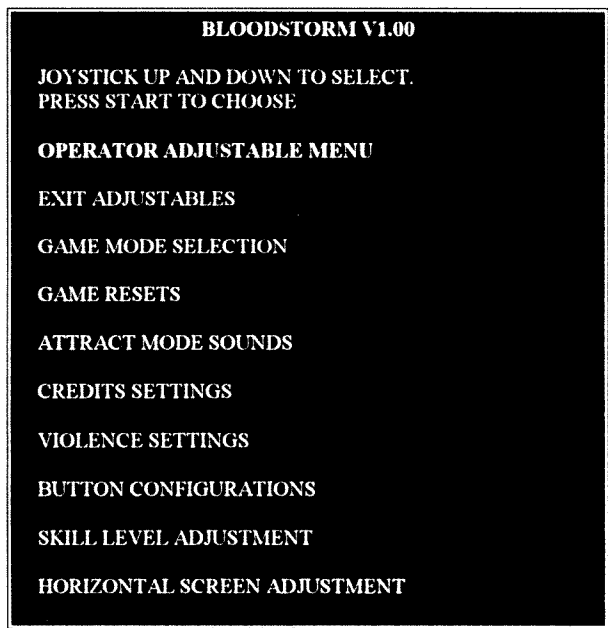 BLOODSTORM V1.00
JOYSTICK UP AND DOWN TO SELECT.
PRESS START TO CHOOSE
OPERATOR ADJUSTABLE MENU
EXIT ADJUSTABLES
GAME MODE SELECTION
GAME RESETS
ATTRACT MODE SOUNDS
CREDITS SETTINGS
VIOLENCE SETTINGS
BUTTON CONFIGURATIONS
SKILL LEVEL ADJUSTMENT
HORIZONTAL SCREEN ADJUSTMENT